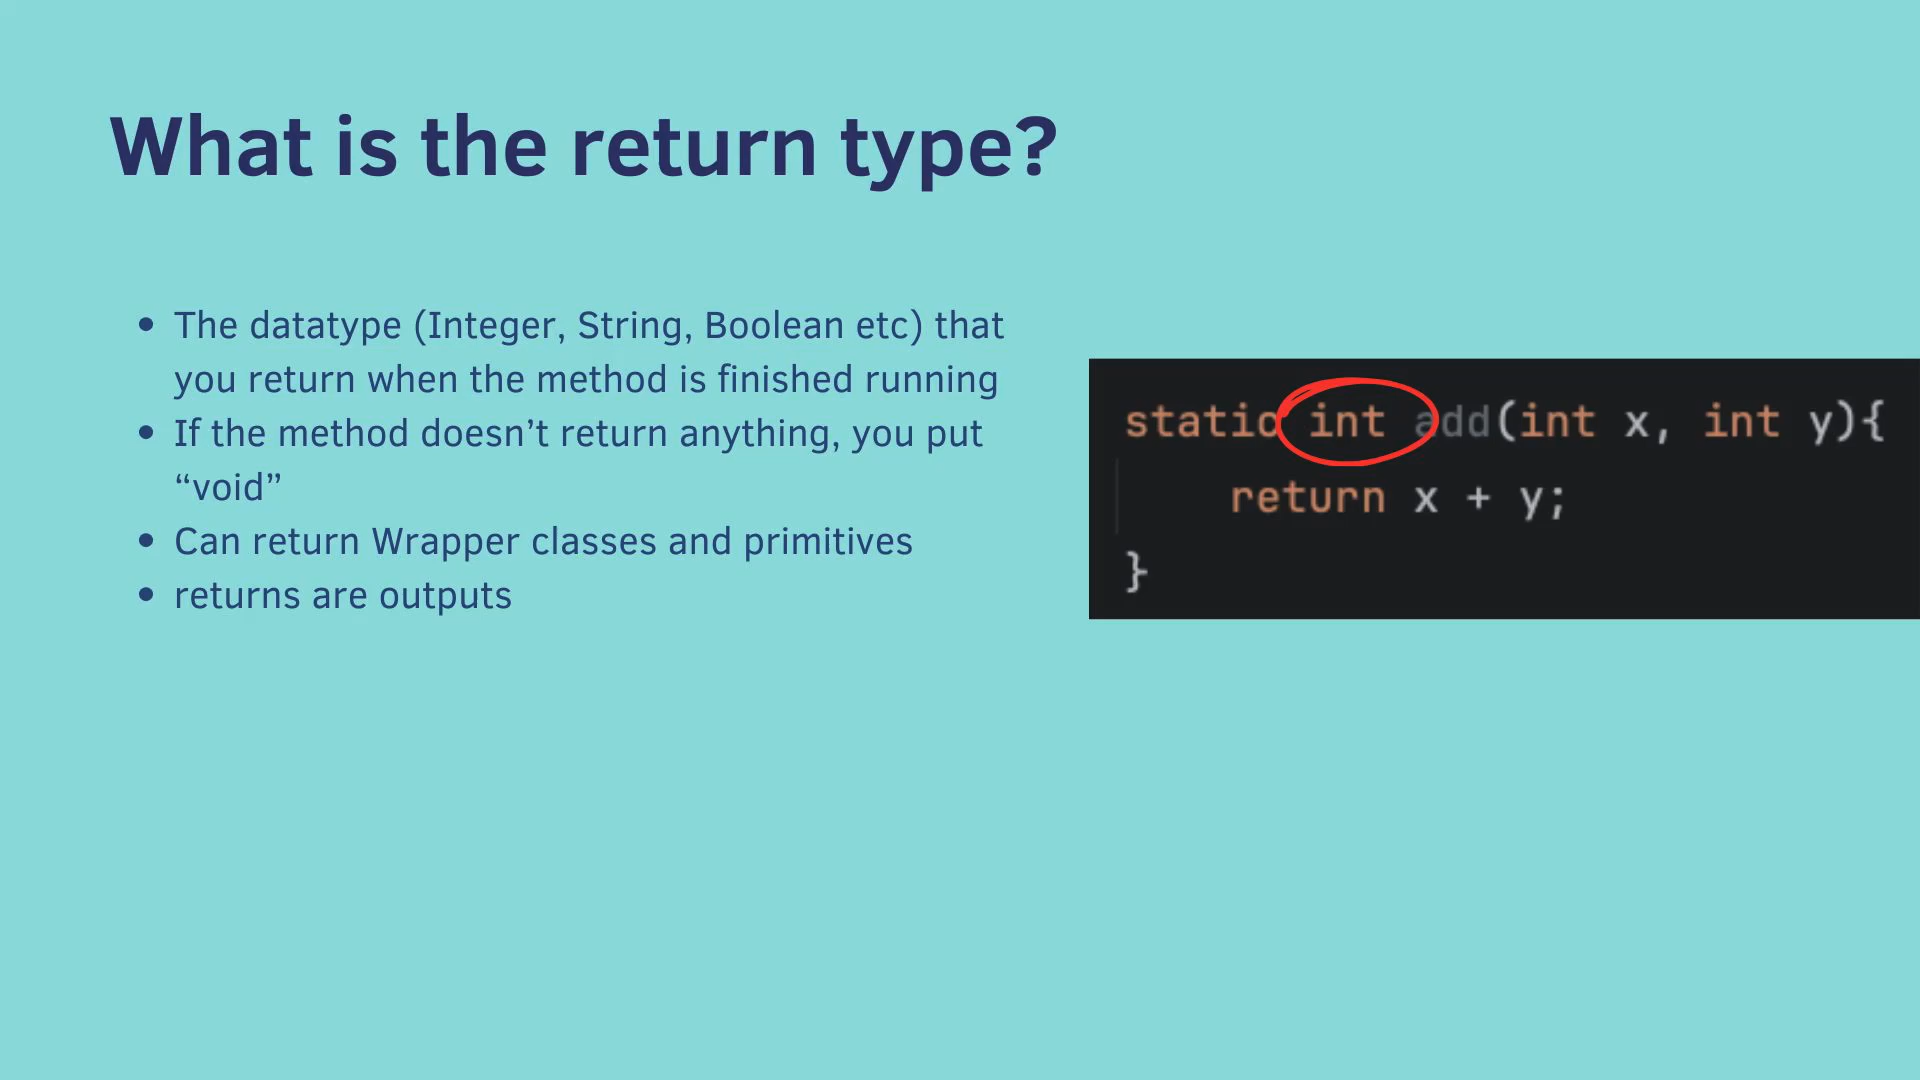 What is the return type?
• The datatype (Integer, String, Boolean etc) that
you return when the method is finished running
• If the method doesn’t return anything, you put
“void”
• Can return Wrapper classes and primitives
• returns are outputs
static int add(int x, int y){
return x + y;
}